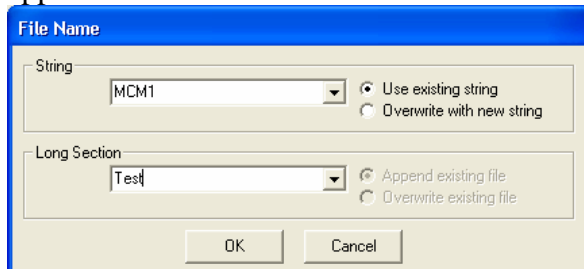 File Name
String
MCM1
Use existing string
Overwrite with new string
Long Section
Test
Append existing file
Overwrite existing file
OK Cancel